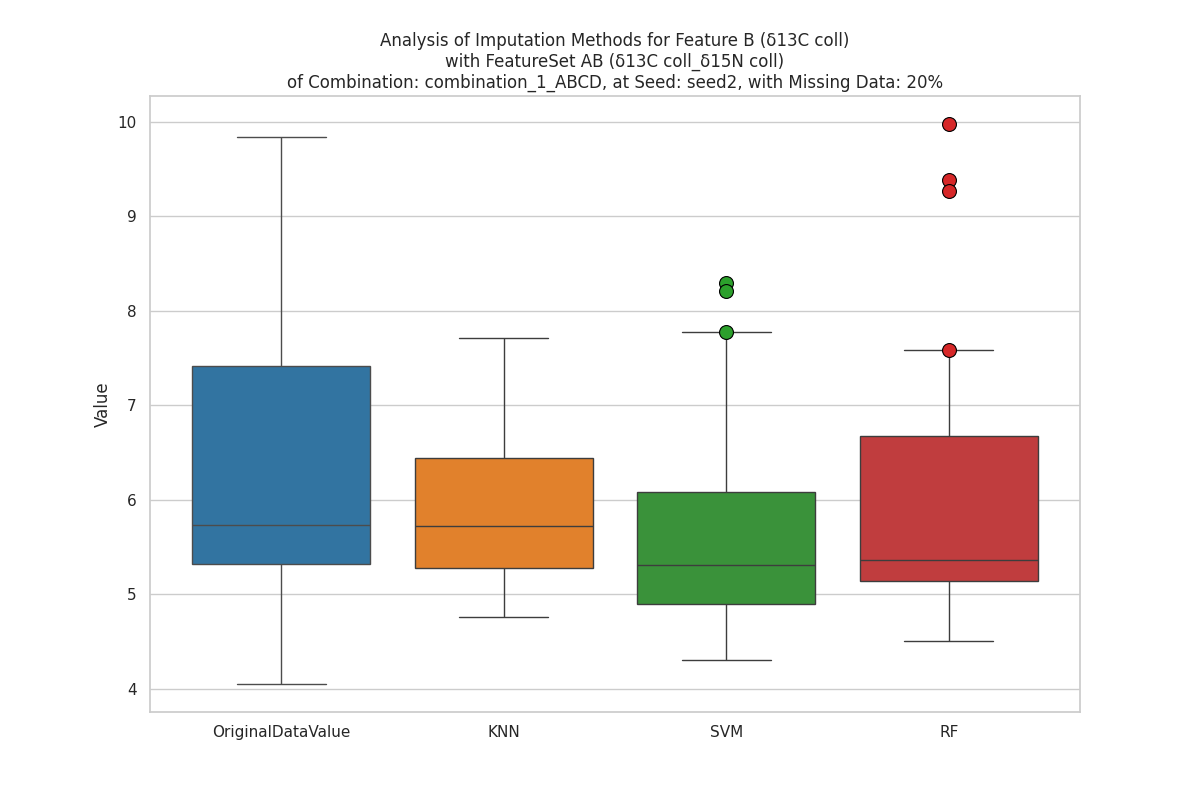 Analysis of Imputation Methods for Feature B (δ13C coll)
with FeatureSet AB (δ13C coll_δ15N coll)
of Combination: combination_1_ABCD, at Seed: seed2, with Missing Data: 20%
10
9
8
7
6
5
4
Value
OriginalDataValue
KNN
SVM
RF